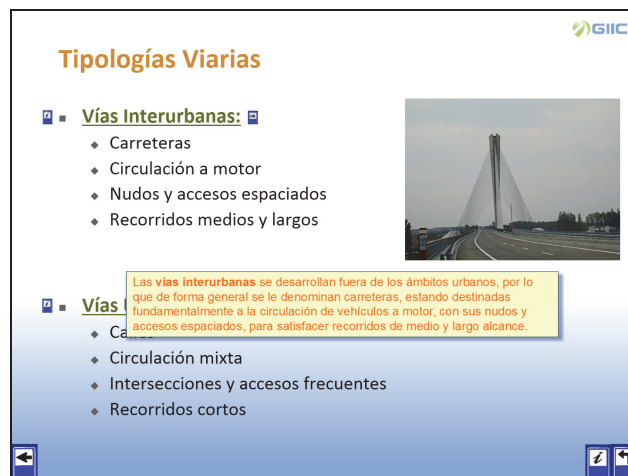 GIIC
Tipologías Viarias
Vías Interurbanas:
Carreteras
Circulación a motor
Nudos y accesos espaciados
Recorridos medios y largos
Las vías interurbanas se desarrollan fuera de los ámbitos urbanos, por lo
que de forma general se le denominan carreteras, estando destinadas
fundamentalmente a la circulación de vehículos a motor, con sus nudos y
accesos espaciados, para satisfacer recorridos de medio y largo alcance.
Vías
Circulación mixta
Intersecciones y accesos frecuentes
Recorridos cortos